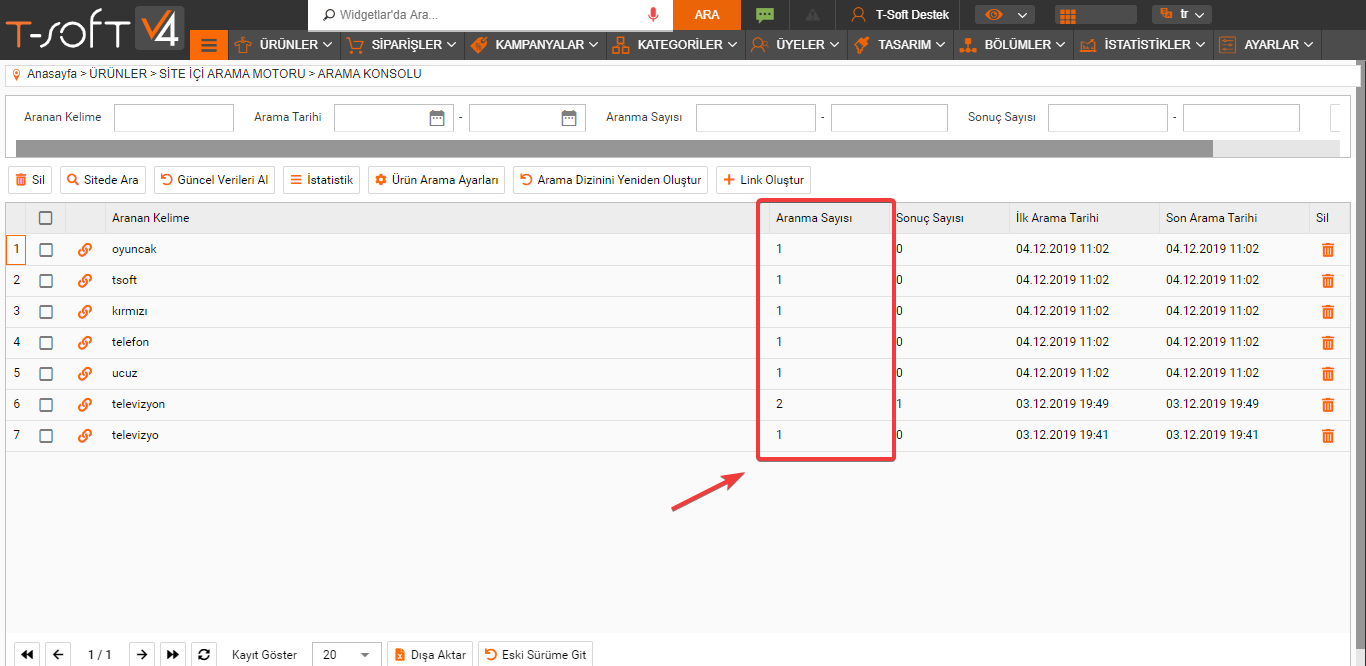 T-SOFT V4
Widgetlar'da Ara...
ARA
T-Soft Destek
tr
ÜRÜNLER SİPARİŞLER KAMPANYALAR KATEGORİLER ÜYELER TASARIM BÖLÜMLER İSTATİSTİKLER AYARLAR
Anasayfa > ÜRÜNLER > SİTE İÇİ ARAMA MOTORU > ARAMA KONSOLU
Aranan Kelime Arama Tarihi - Aranma Sayısı - Sonuç Sayısı -
Sil Sitede Ara Güncel Verileri Al İstatistik Ürün Arama Ayarları Arama Dizinini Yeniden Oluştur Link Oluştur
Aranan Kelime Aranma Sayısı Sonuç Sayısı İlk Arama Tarihi Son Arama Tarihi Sil
1 oyuncak 1 0 04.12.2019 11:02 04.12.2019 11:02
2 tsoft 1 0 04.12.2019 11:02 04.12.2019 11:02
3 kırmızı 1 0 04.12.2019 11:02 04.12.2019 11:02
4 telefon 1 0 04.12.2019 11:02 04.12.2019 11:02
5 ucuz 1 0 04.12.2019 11:02 04.12.2019 11:02
6 televizyon 2 1 03.12.2019 19:49 03.12.2019 19:49
7 televizyo 1 0 03.12.2019 19:41 03.12.2019 19:41
1 / 1 Kayıt Göster 20 Dışa Aktar Eski Sürüme Git